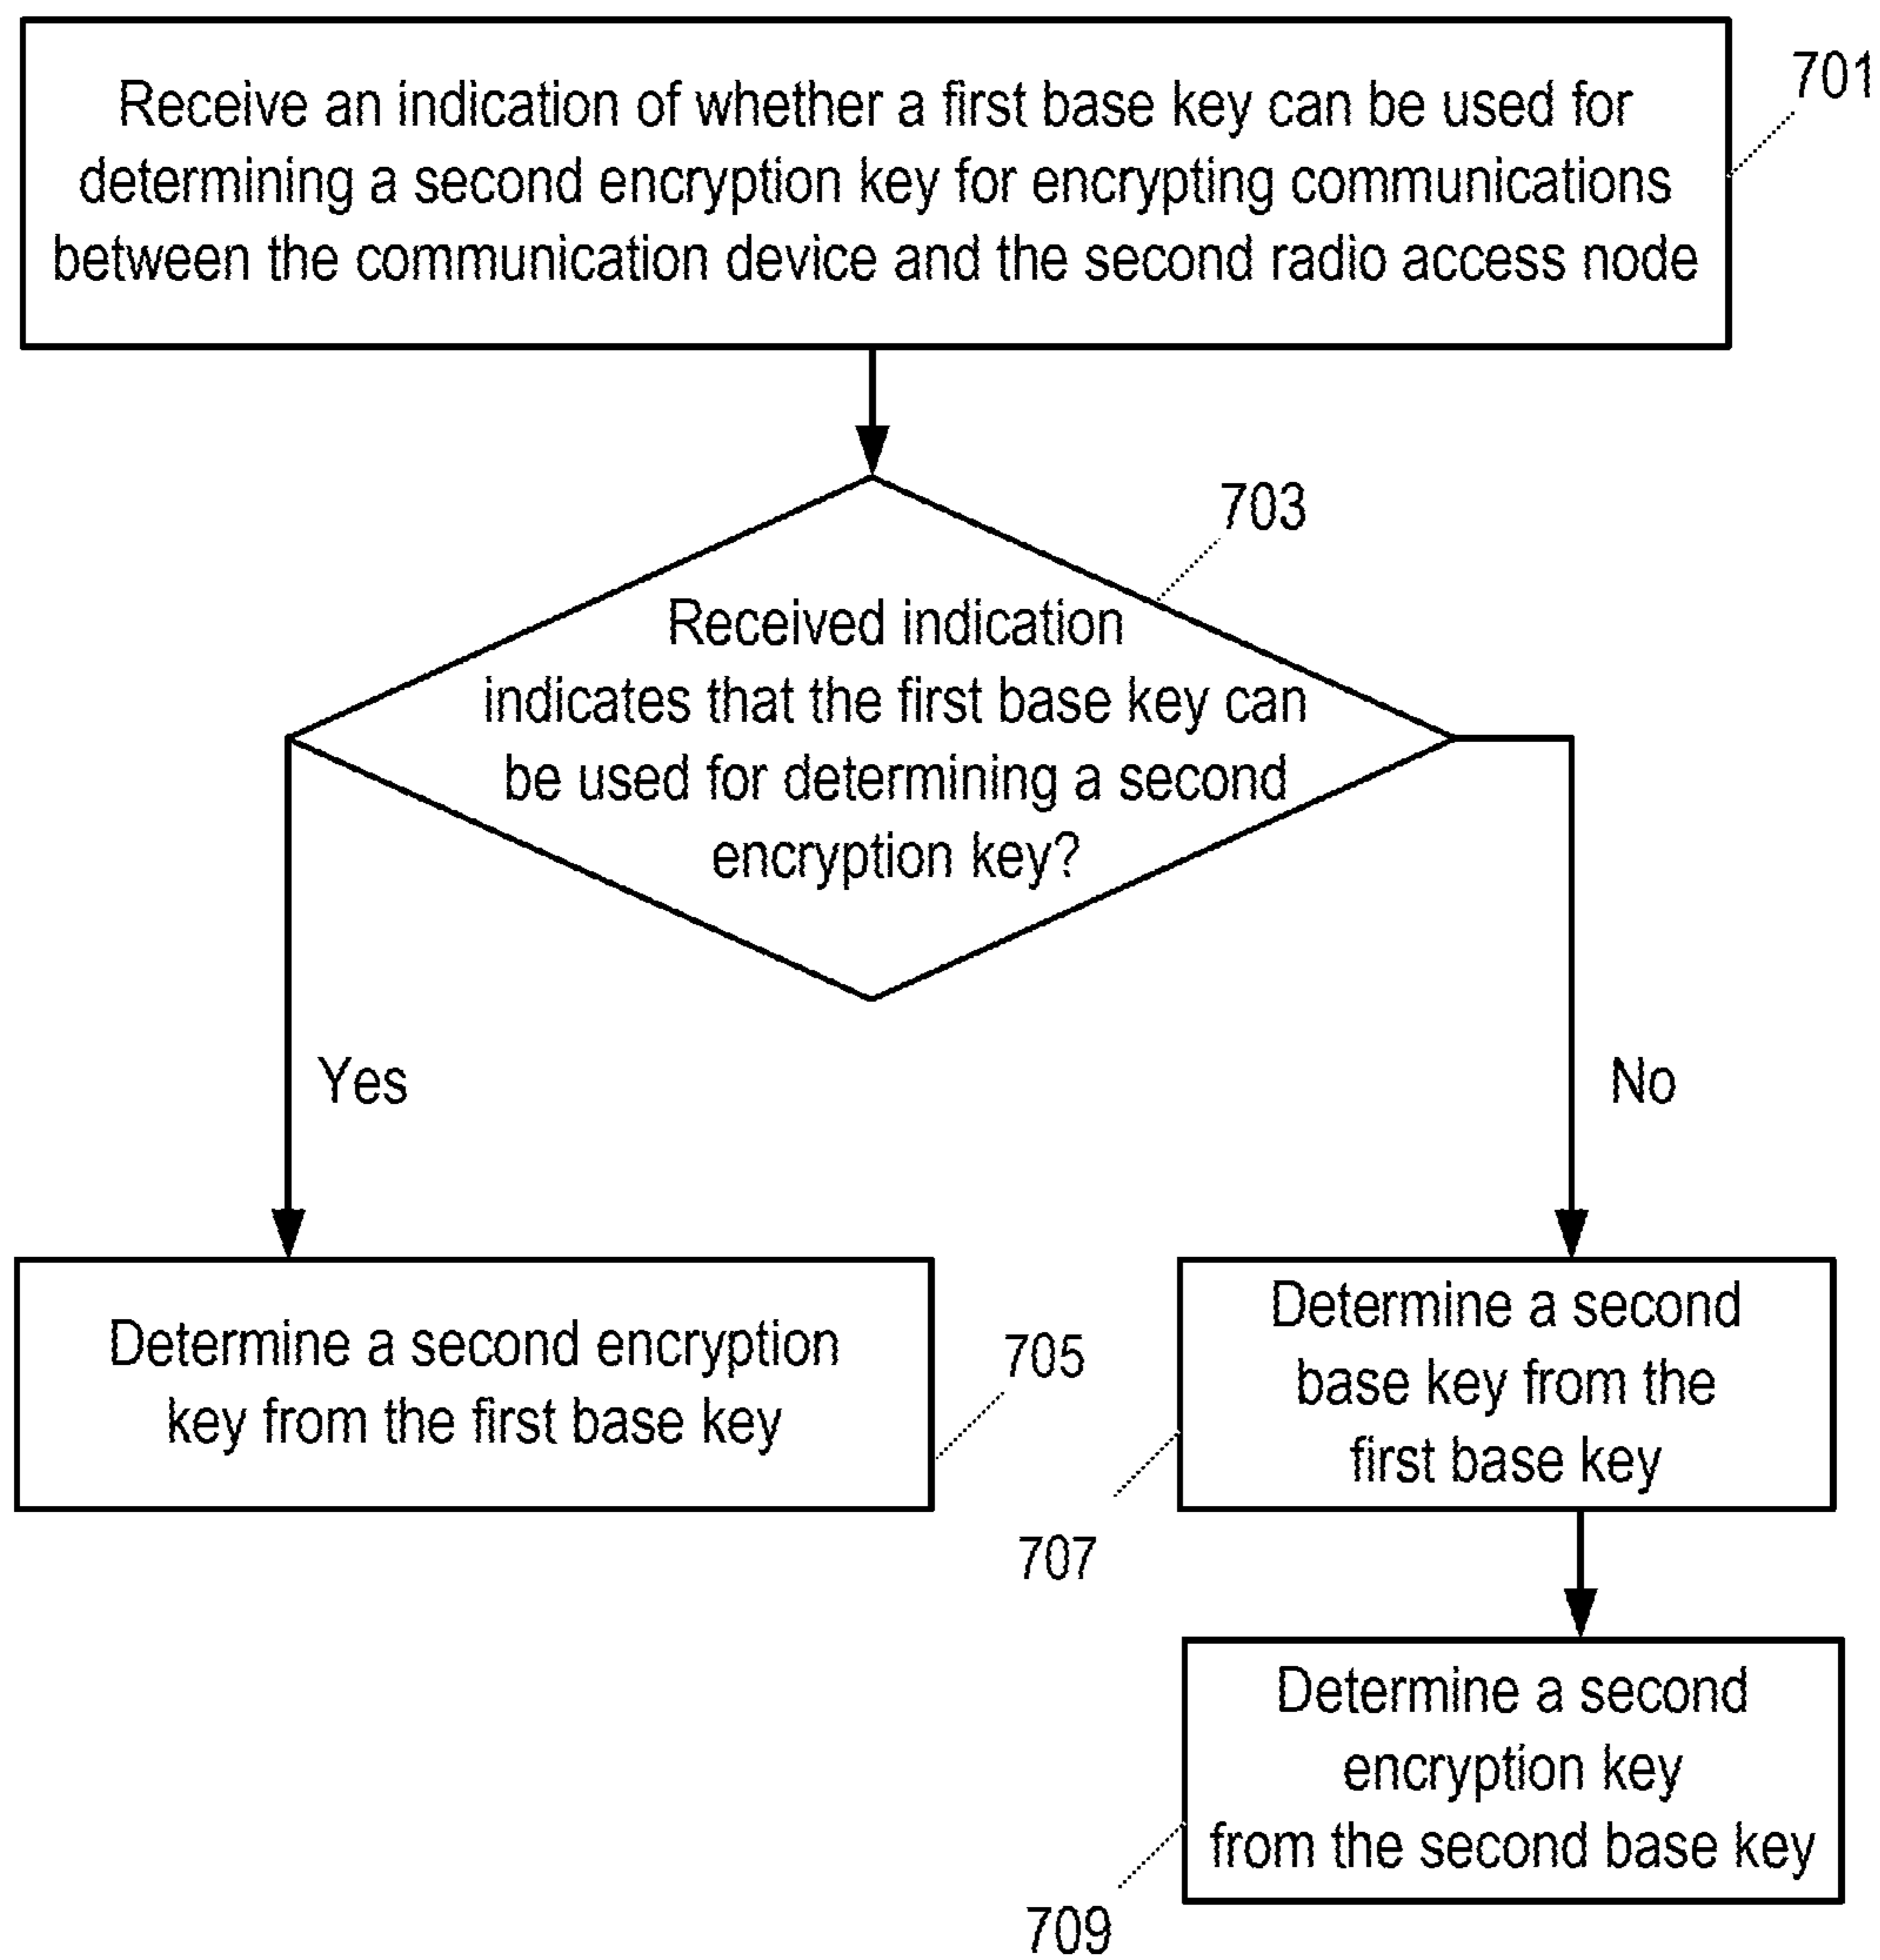 Receive an indication of whether a first base key can be used for
determining a second encryption key for encrypting communications
between the communication device and the second radio access node
701
703
Received indication
indicates that the first base key can
be used for determining a second
encryption key?
Yes
No
Determine a second encryption
key from the first base key
705
Determine a second
base key from the
first base key
707
Determine a second
encryption key
from the second base key
709